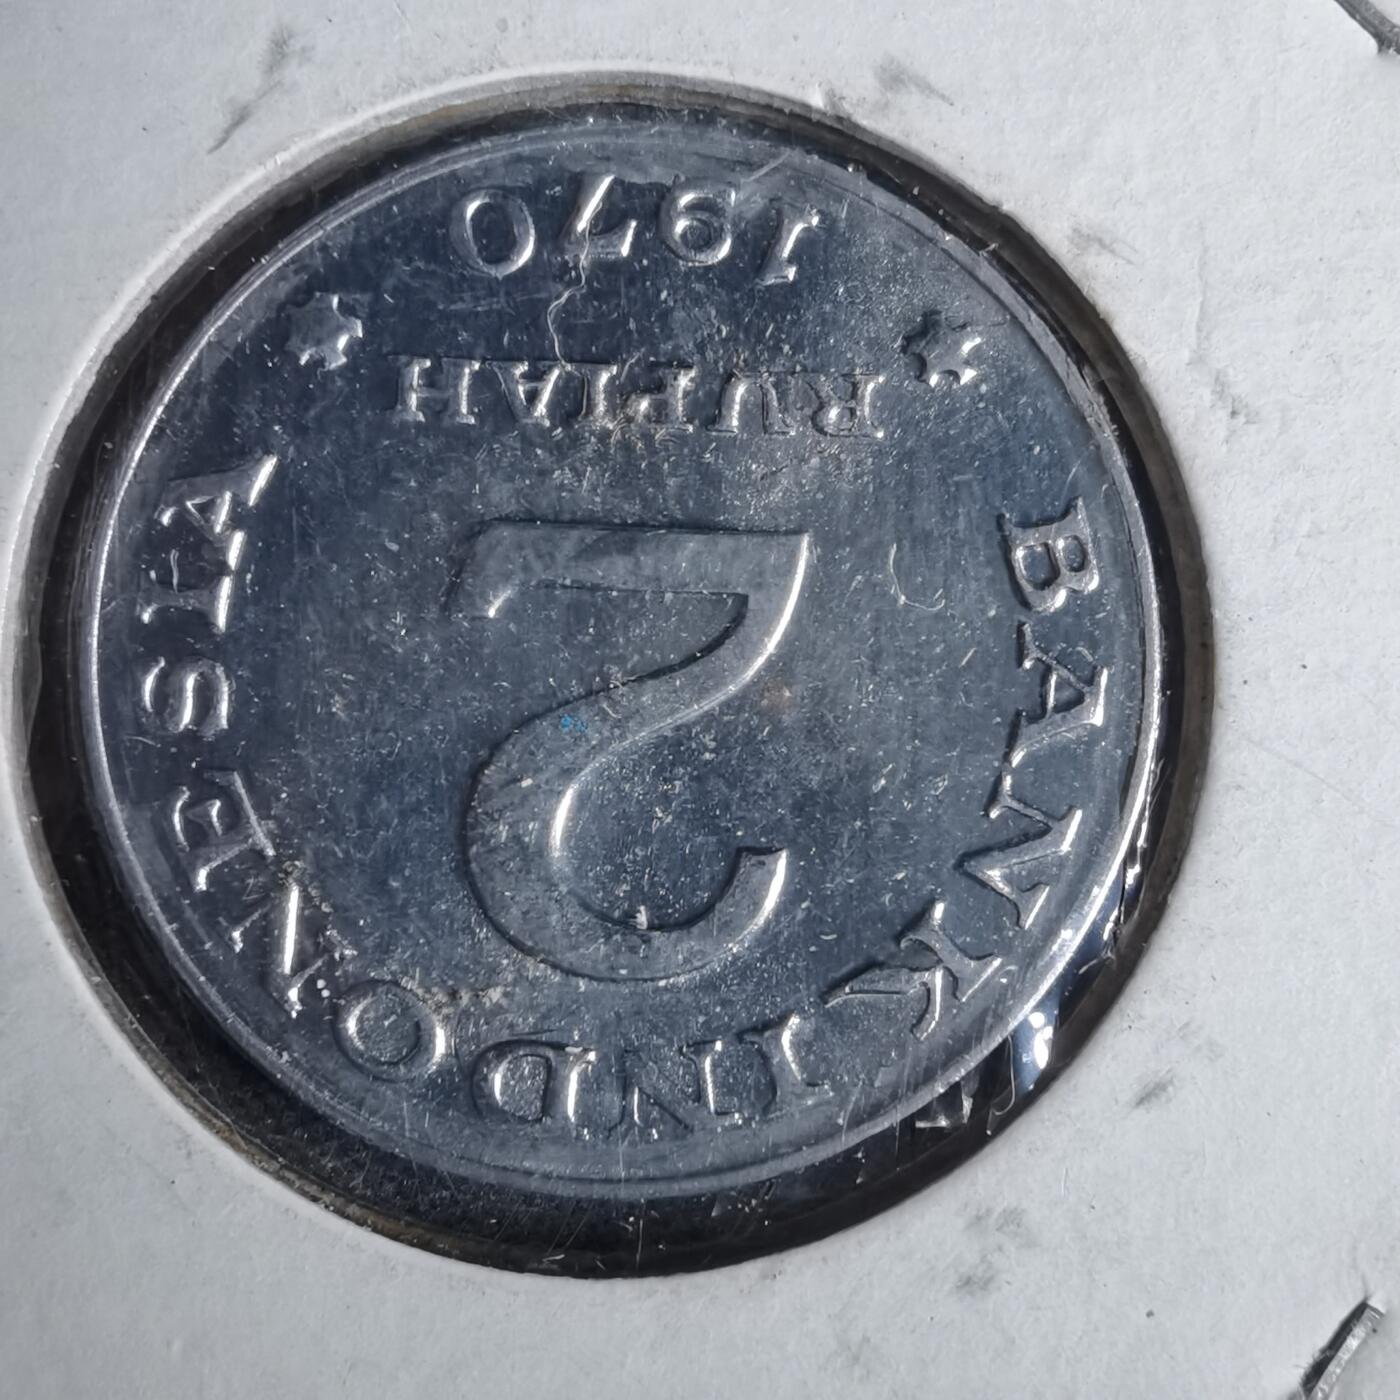 BANK INDONESIA
2
RUPIAH
1970